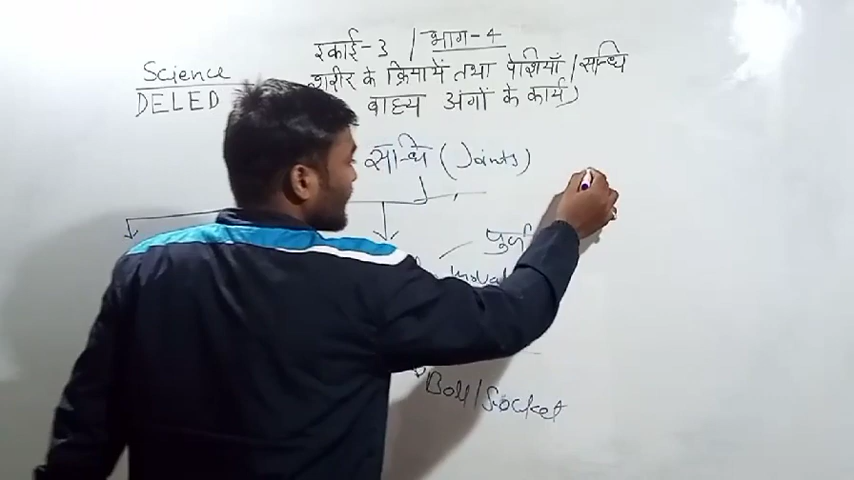 इकाई-3 / भाग-4
Science
DELED
शरीर के क्रियायें तथा पेशियाँ / सन्धि
वाह्य अंगों के कार्य)
सन्धि (Joints)
पुर्ण
Ball/Socket